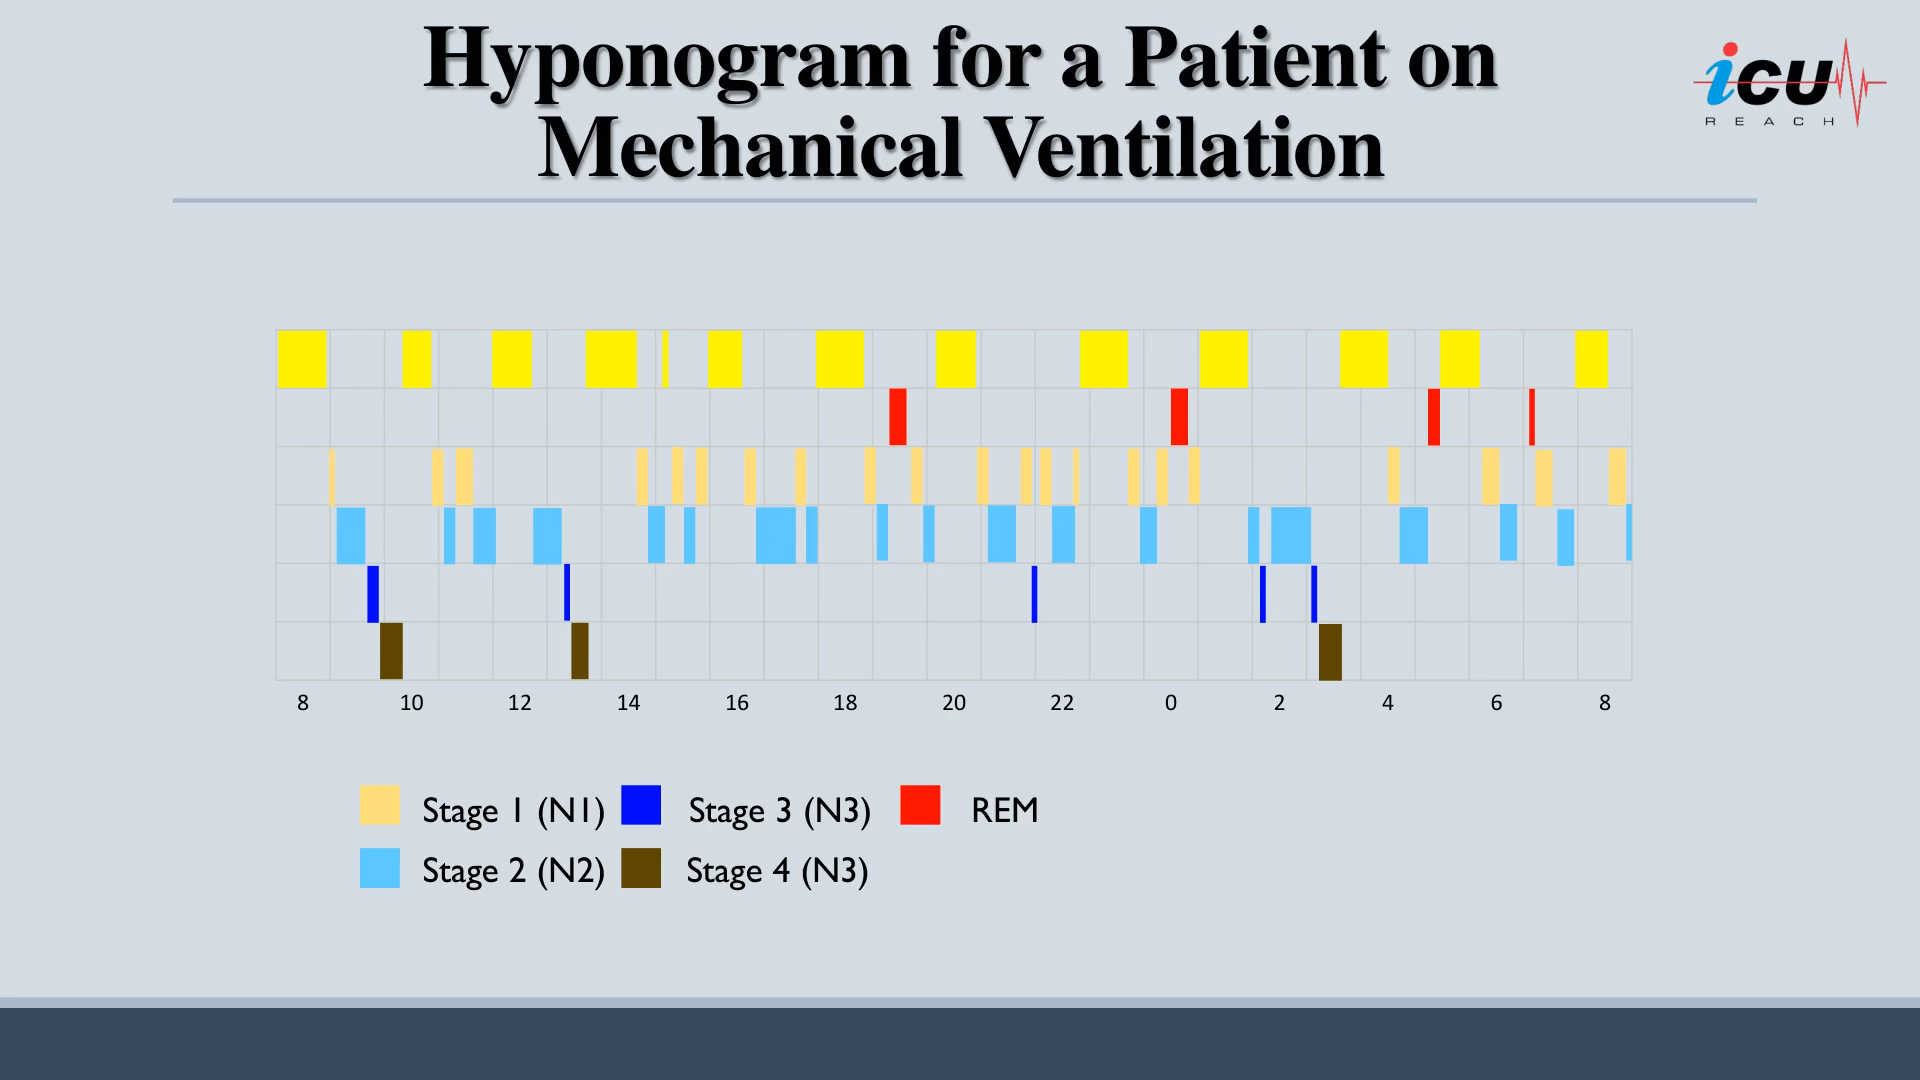 Hyponogram for a Patient on
Mechanical Ventilation
icu
REACH
8 10 12 14 16 18 20 22 0 2 4 6 8
Stage 1 (N1) Stage 3 (N3) REM
Stage 2 (N2) Stage 4 (N3)